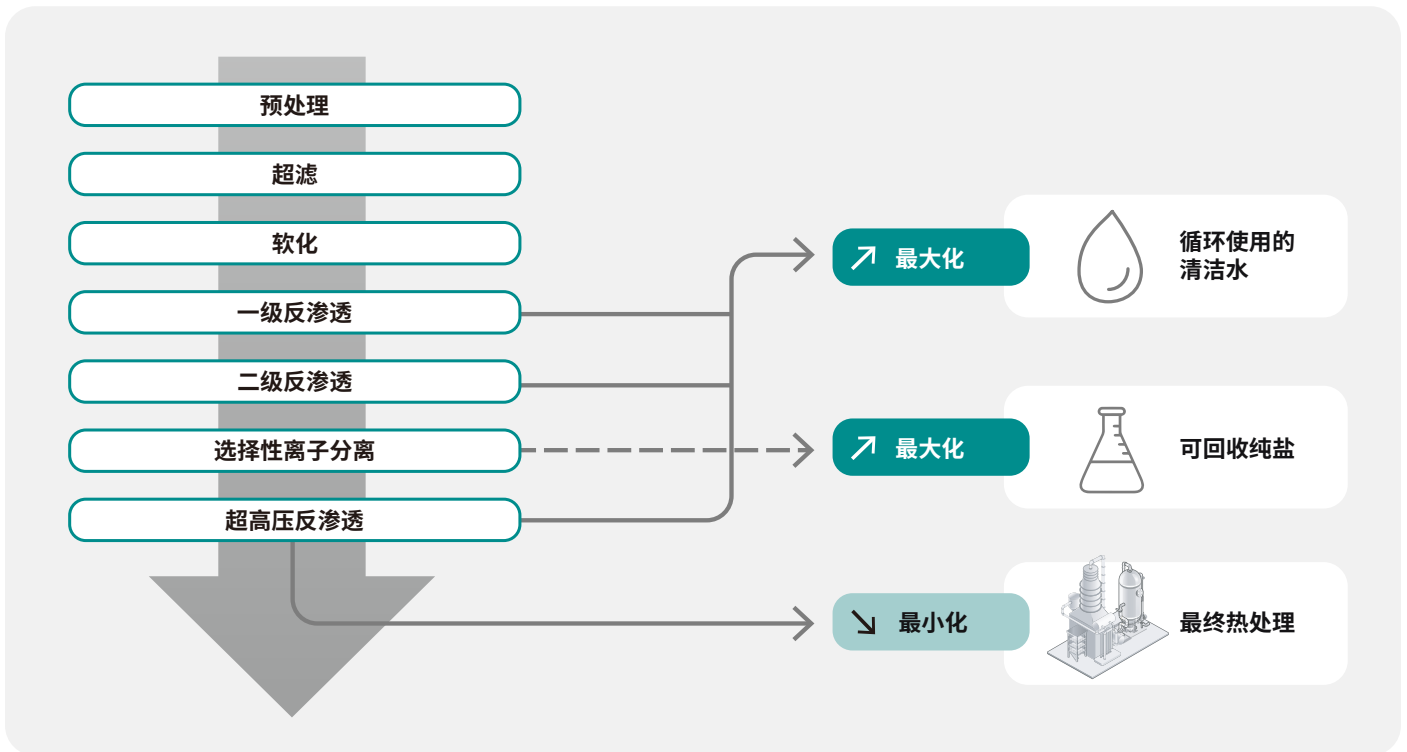 预处理
超滤
软化
一级反渗透
二级反渗透
选择性离子分离
超高压反渗透
最大化
循环使用的
清洁水
最大化
可回收纯盐
最小化
最终热处理